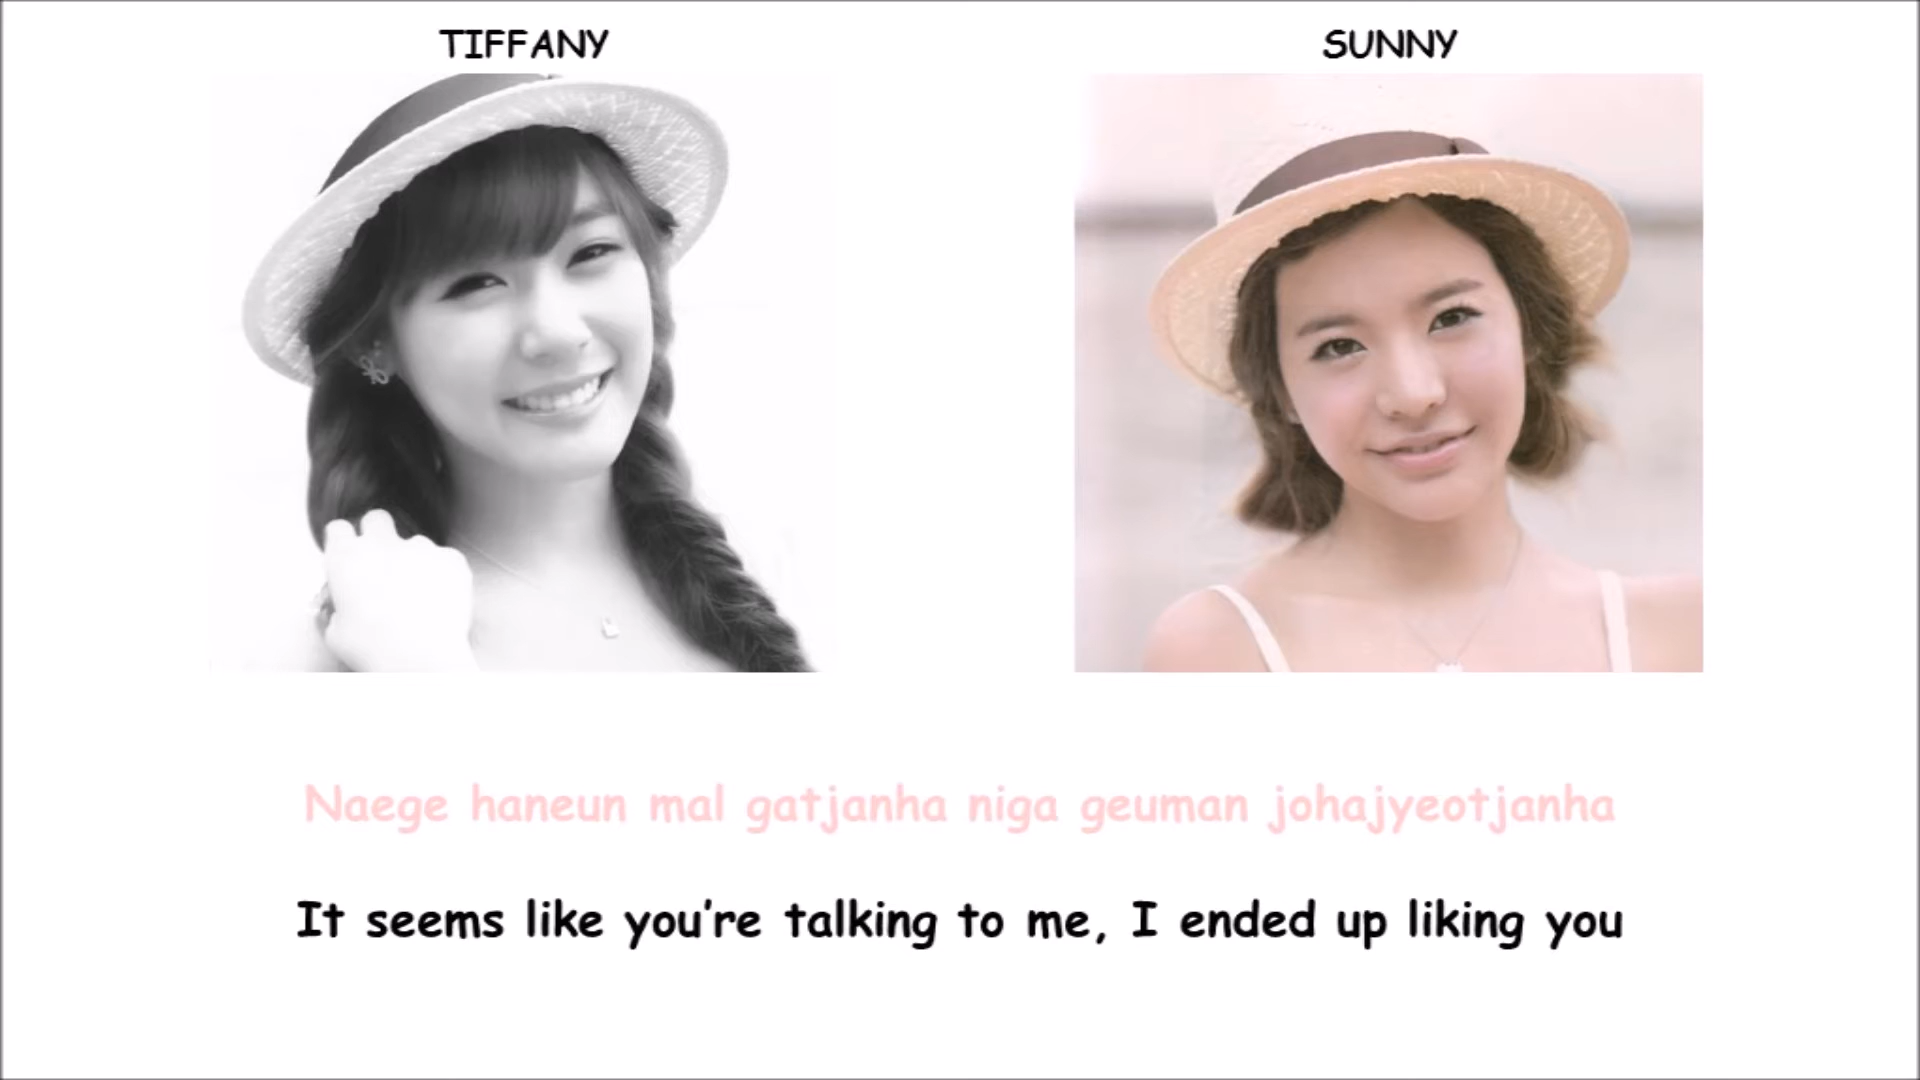 TIFFANY
SUNNY
Naege haneun mal gatjanha niga geuman johajyeotjanha
It seems like you're talking to me, I ended up liking you